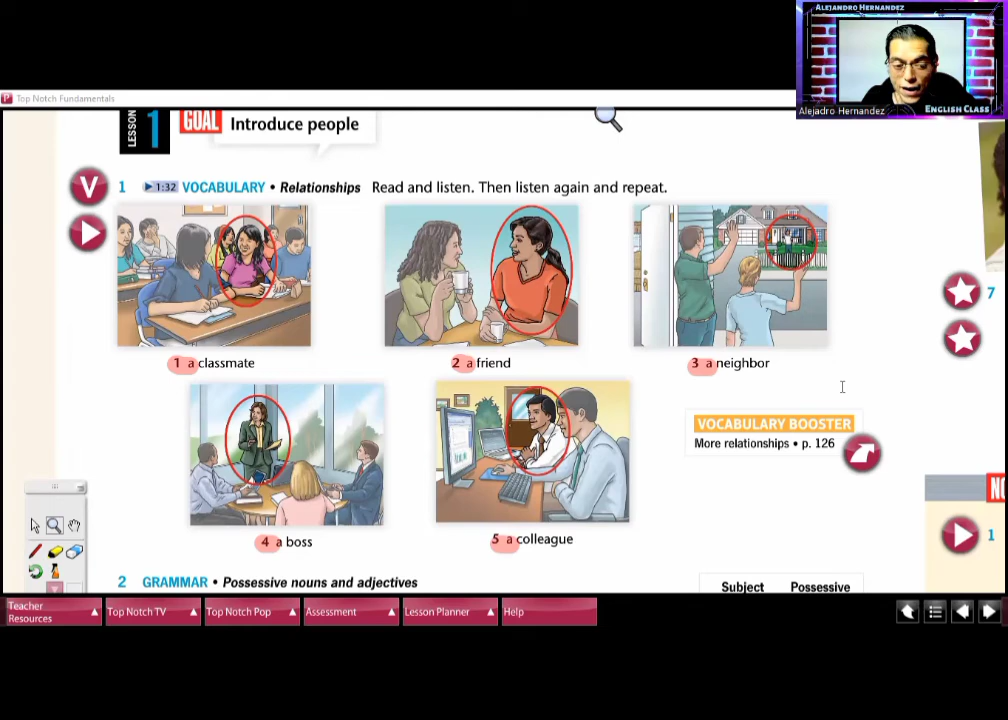 ALEJANDRO HERNANDEZ
ENGLISH CLASS
Alejadro Hernandez
Top Notch Fundamentals
LESSON 1 GOAL Introduce people
1 1:32 VOCABULARY • Relationships Read and listen. Then listen again and repeat.
V
1 a classmate
2 a friend
3 a neighbor
7
VOCABULARY BOOSTER
More relationships • p. 126
4 a boss
5 a colleague
1
2 GRAMMAR • Possessive nouns and adjectives
Subject Possessive
Teacher Resources
Top Notch TV
Top Notch Pop
Assessment
Lesson Planner
Help